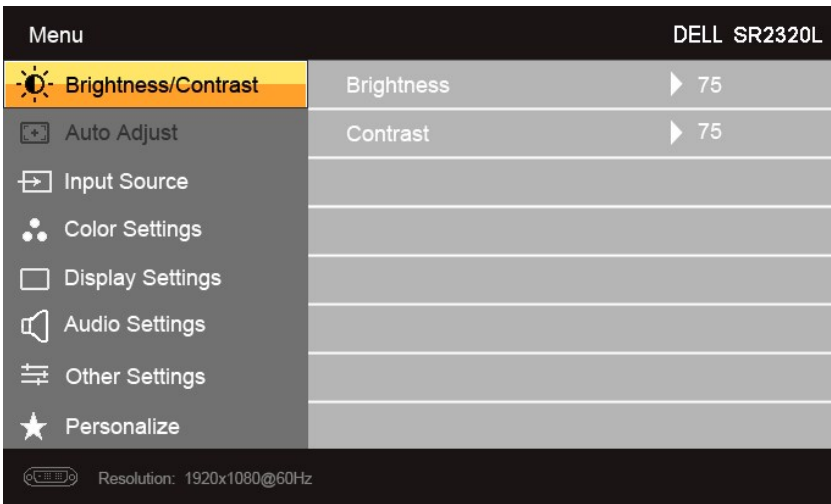 Menu DELL SR2320L
Brightness/Contrast Brightness 75
Auto Adjust Contrast 75
Input Source
Color Settings
Display Settings
Audio Settings
Other Settings
Personalize
Resolution: 1920x1080@60Hz